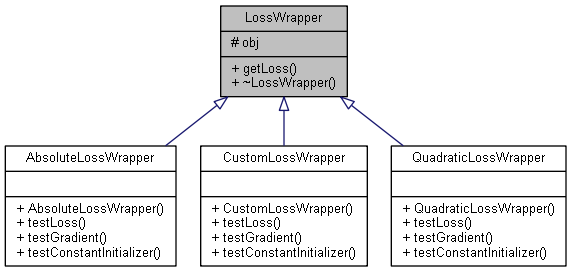 LossWrapper
# obj
+ getLoss()
+ ~LossWrapper()
AbsoluteLossWrapper
+ AbsoluteLossWrapper()
+ testLoss()
+ testGradient()
+ testConstantInitializer()
CustomLossWrapper
+ CustomLossWrapper()
+ testLoss()
+ testGradient()
+ testConstantInitializer()
QuadraticLossWrapper
+ QuadraticLossWrapper()
+ testLoss()
+ testGradient()
+ testConstantInitializer()